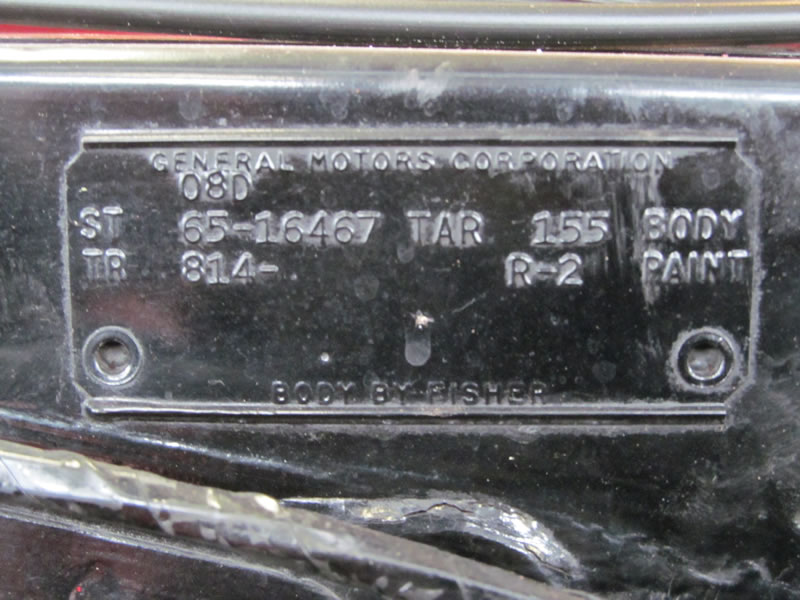 GENERAL MOTORS CORPORATION
08D
ST 65-16467 TAR 155 BODY
TR 814- R-2 PAINT
BODY BY FISHER